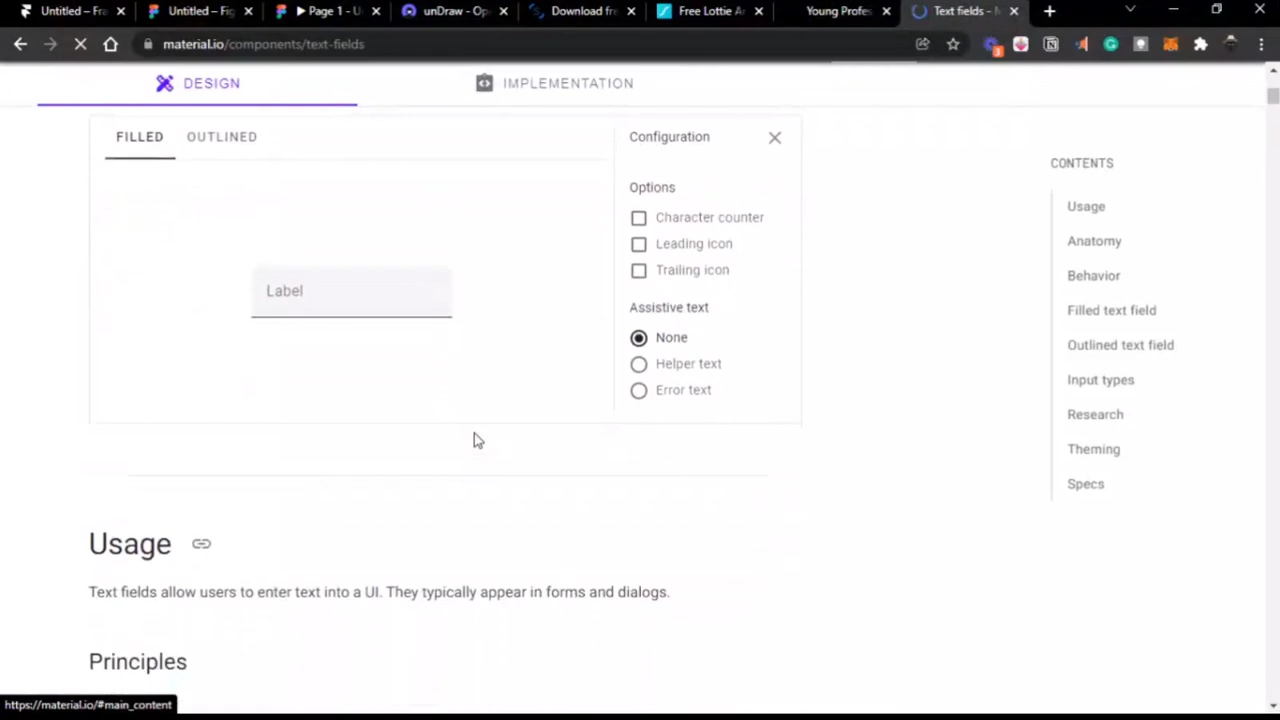 Untitled – Fra
Untitled – Fig
▶ Page 1 - U
unDraw - Op
Download fre
Free Lottie A
Young Profes
Text fields - M
material.io/components/text-fields
3
DESIGN
IMPLEMENTATION
FILLED
OUTLINED
Configuration
CONTENTS
Options
Usage
Character counter
Label
Leading icon
Anatomy
Trailing icon
Behavior
Assistive text
Filled text field
None
Outlined text field
Helper text
Input types
Error text
Research
Theming
Specs
Usage
Text fields allow users to enter text into a UI. They typically appear in forms and dialogs.
Principles
https://material.io/#main_content